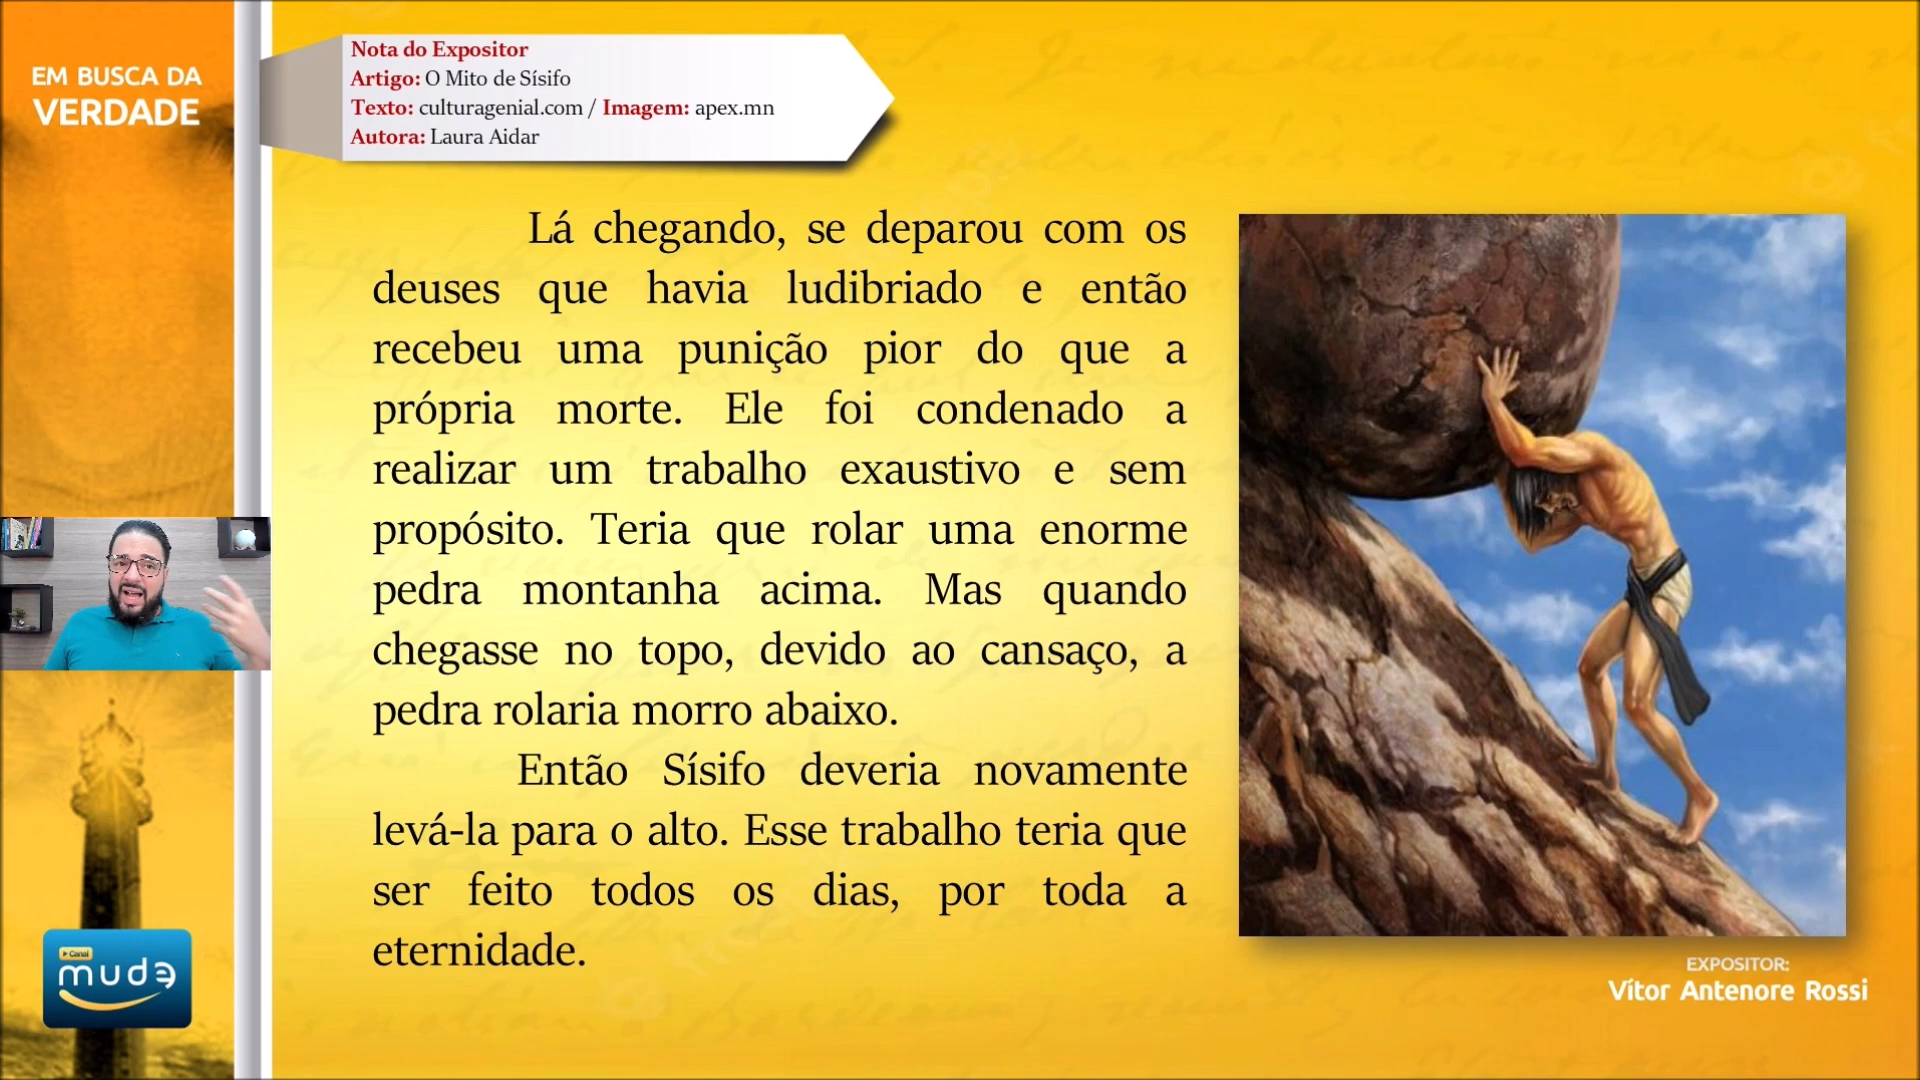 EM BUSCA DA
VERDADE
Nota do Expositor
Artigo: O Mito de Sísifo
Texto: culturagenial.com / Imagem: apex.mn
Autora: Laura Aidar
Lá chegando, se deparou com os
deuses que havia ludibriado e então
recebeu uma punição pior do que a
própria morte. Ele foi condenado a
realizar um trabalho exaustivo e sem
propósito. Teria que rolar uma enorme
pedra montanha acima. Mas quando
chegasse no topo, devido ao cansaço, a
pedra rolaria morro abaixo.
Então Sísifo deveria novamente
levá-la para o alto. Esse trabalho teria que
ser feito todos os dias, por toda a
eternidade.
Canal
mude
EXPOSITOR:
Vítor Antenore Rossi